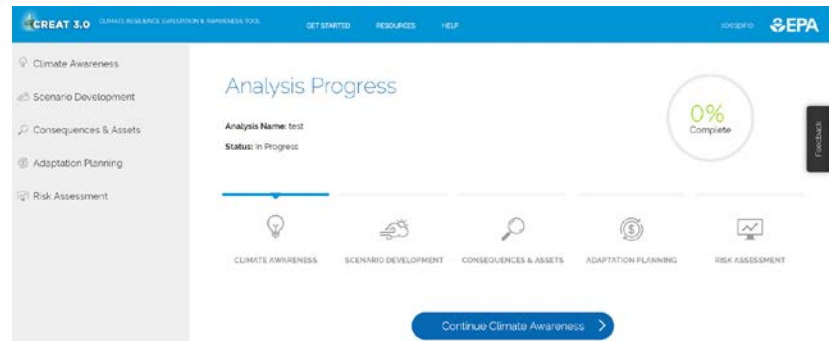 CREAT 3.0 CLIMATE RESILIENCE EVALUATION & AWARENESS TOOL GET STARTED RESOURCES HELP EPA
Climate Awareness
Scenario Development
Consequences & Assets
Adaptation Planning
Risk Assessment
Analysis Progress
Analysis Name: test
Status: In Progress
0%
Complete
Feedback
CLIMATE AWARENESS SCENARIO DEVELOPMENT CONSEQUENCES & ASSETS ADAPTATION PLANNING RISK ASSESSMENT
Continue Climate Awareness